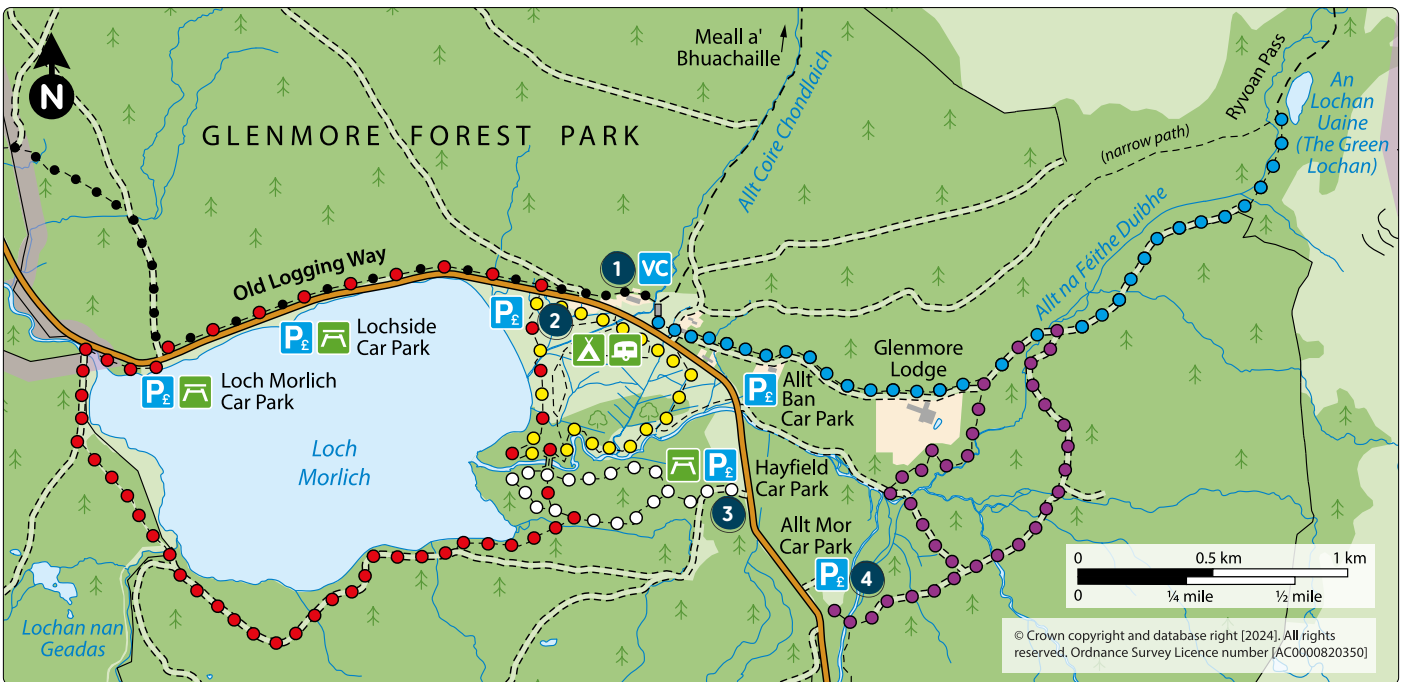 Meall a'
Bhuachaille
Allt Coire Chondlaich
Ryvoan Pass
An
Lochan
Uaine
(The Green
Lochan)
N
GLENMORE FOREST PARK
(narrow path)
Allt na Féithe Duibhe
Old Logging Way
1
VC
P£
2
P£
Lochside
Car Park
P£
Loch Morlich
Car Park
Glenmore
Lodge
P£
Allt
Ban
Car Park
Loch
Morlich
P£
Hayfield
Car Park
3
Allt Mor
Car Park
P£
4
Lochan nan
Geadas
0 0.5 km 1 km
0 ¼ mile ½ mile
© Crown copyright and database right [2024]. All rights
reserved. Ordnance Survey Licence number [AC0000820350]